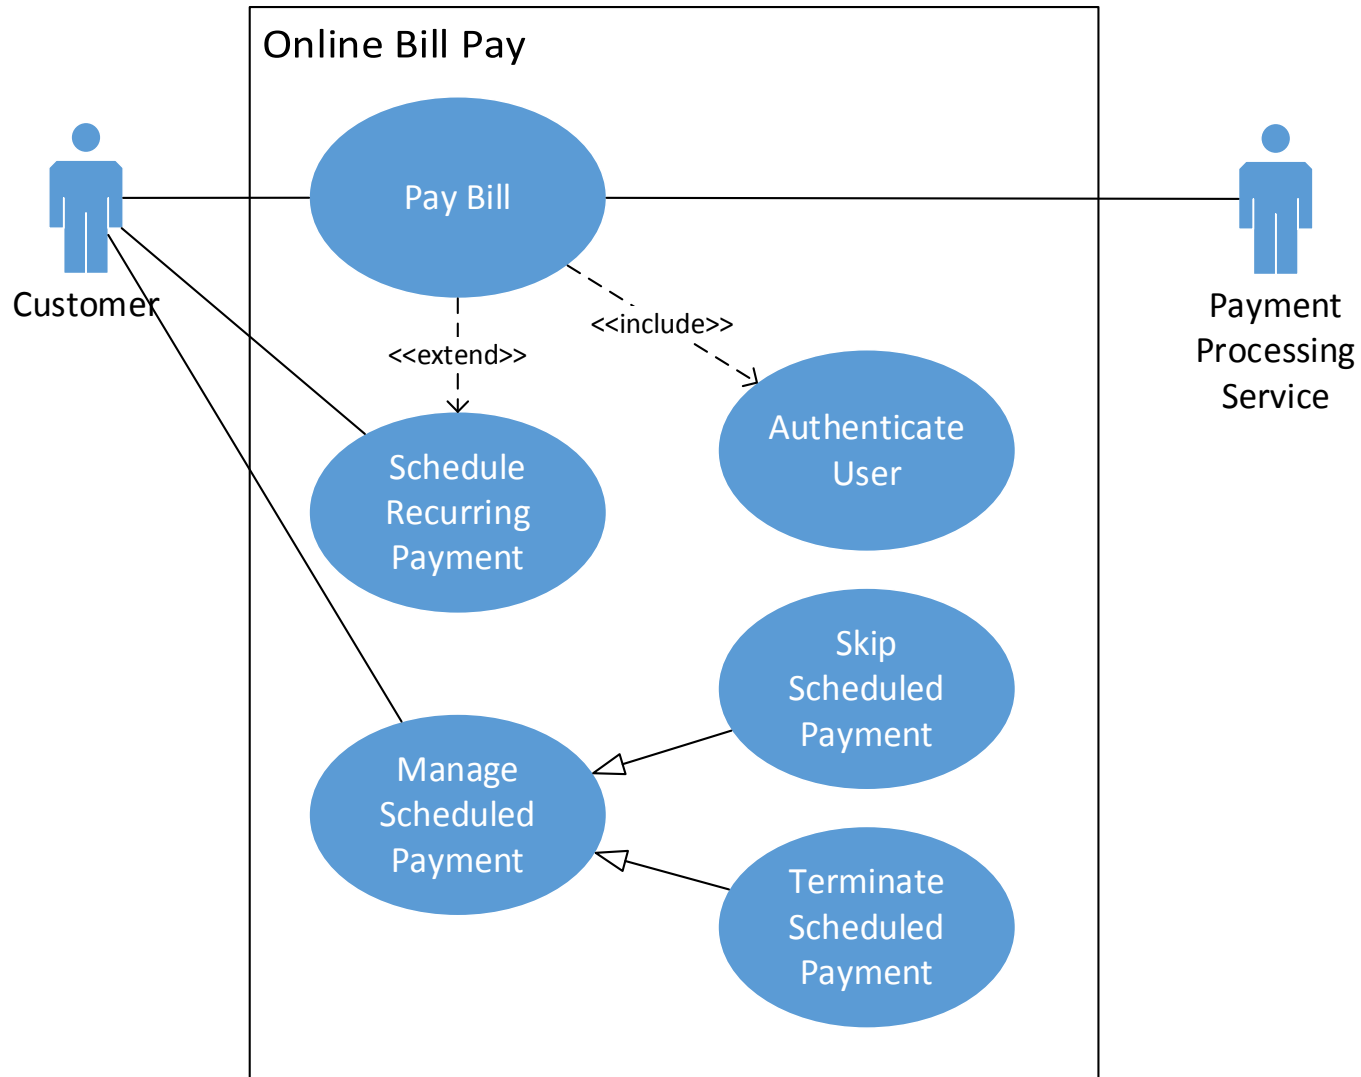 Online Bill Pay
Pay Bill
Customer
<<include>>
<<extend>>
Payment
Processing
Service
Authenticate
User
Schedule
Recurring
Payment
Skip
Scheduled
Payment
Manage
Scheduled
Payment
Terminate
Scheduled
Payment